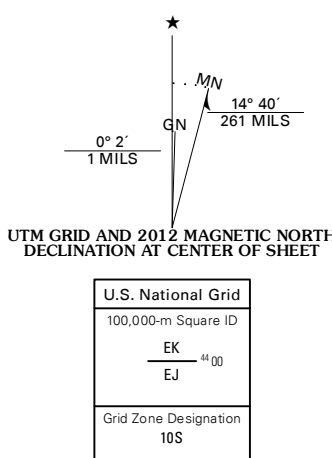 ★
MN
14° 40´
261 MILS
GN
0° 2´
1 MILS
UTM GRID AND 2012 MAGNETIC NORTH
DECLINATION AT CENTER OF SHEET
U.S. National Grid
100,000-m Square ID
EK
44 00
EJ
Grid Zone Designation
10S